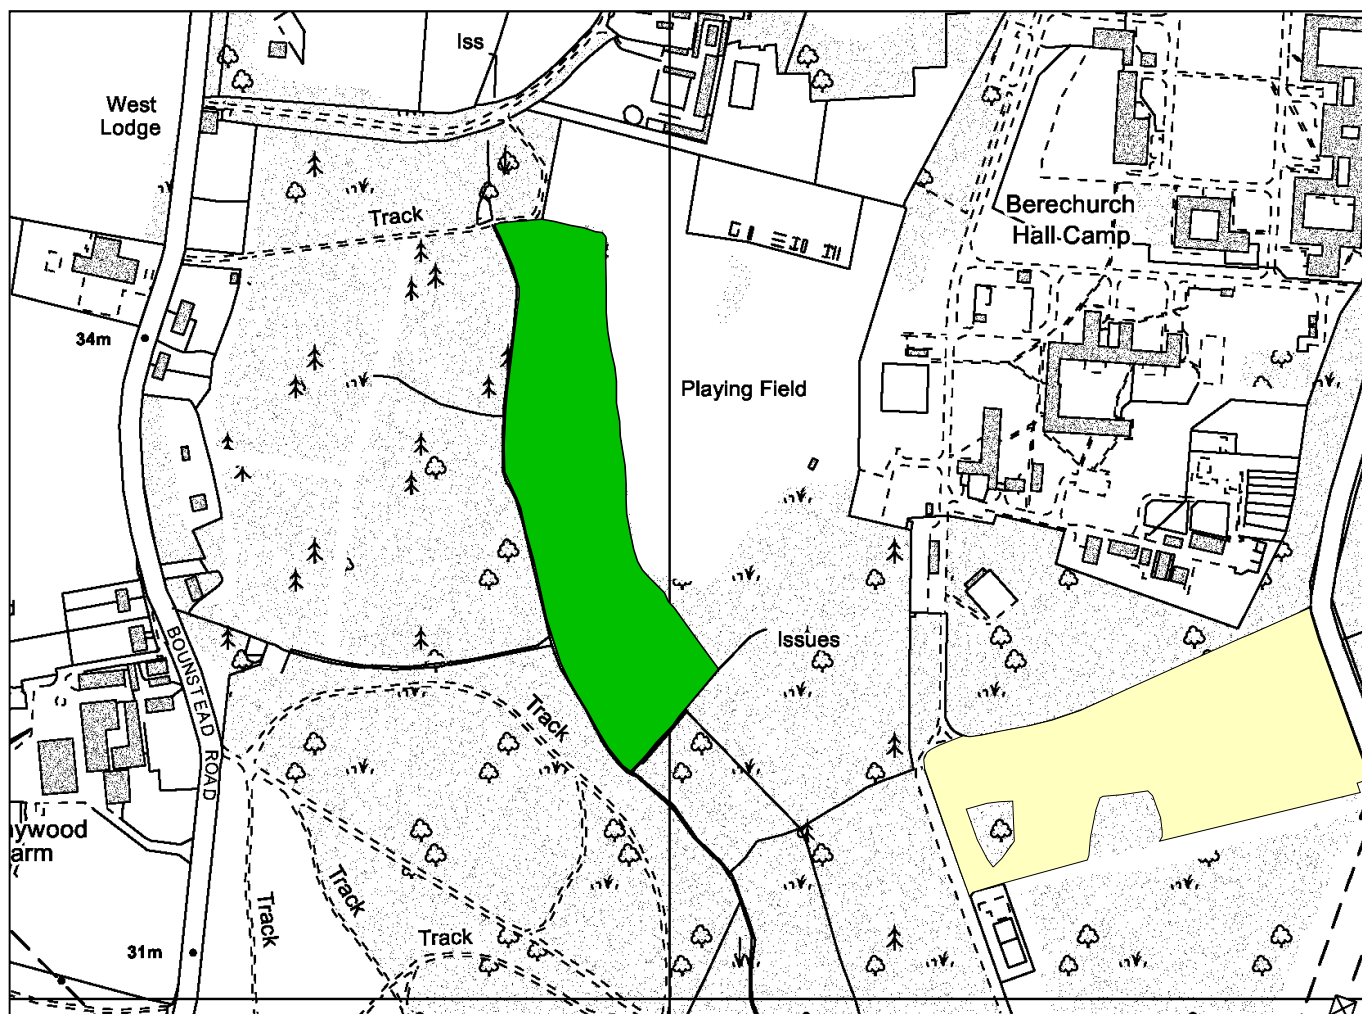 Iss
West
Lodge
Track
Berechurch
Hall Camp
34m
Playing Field
Issues
BOUNSTEAD ROAD
Track
ywood
arm
Track
Track
Track
31m